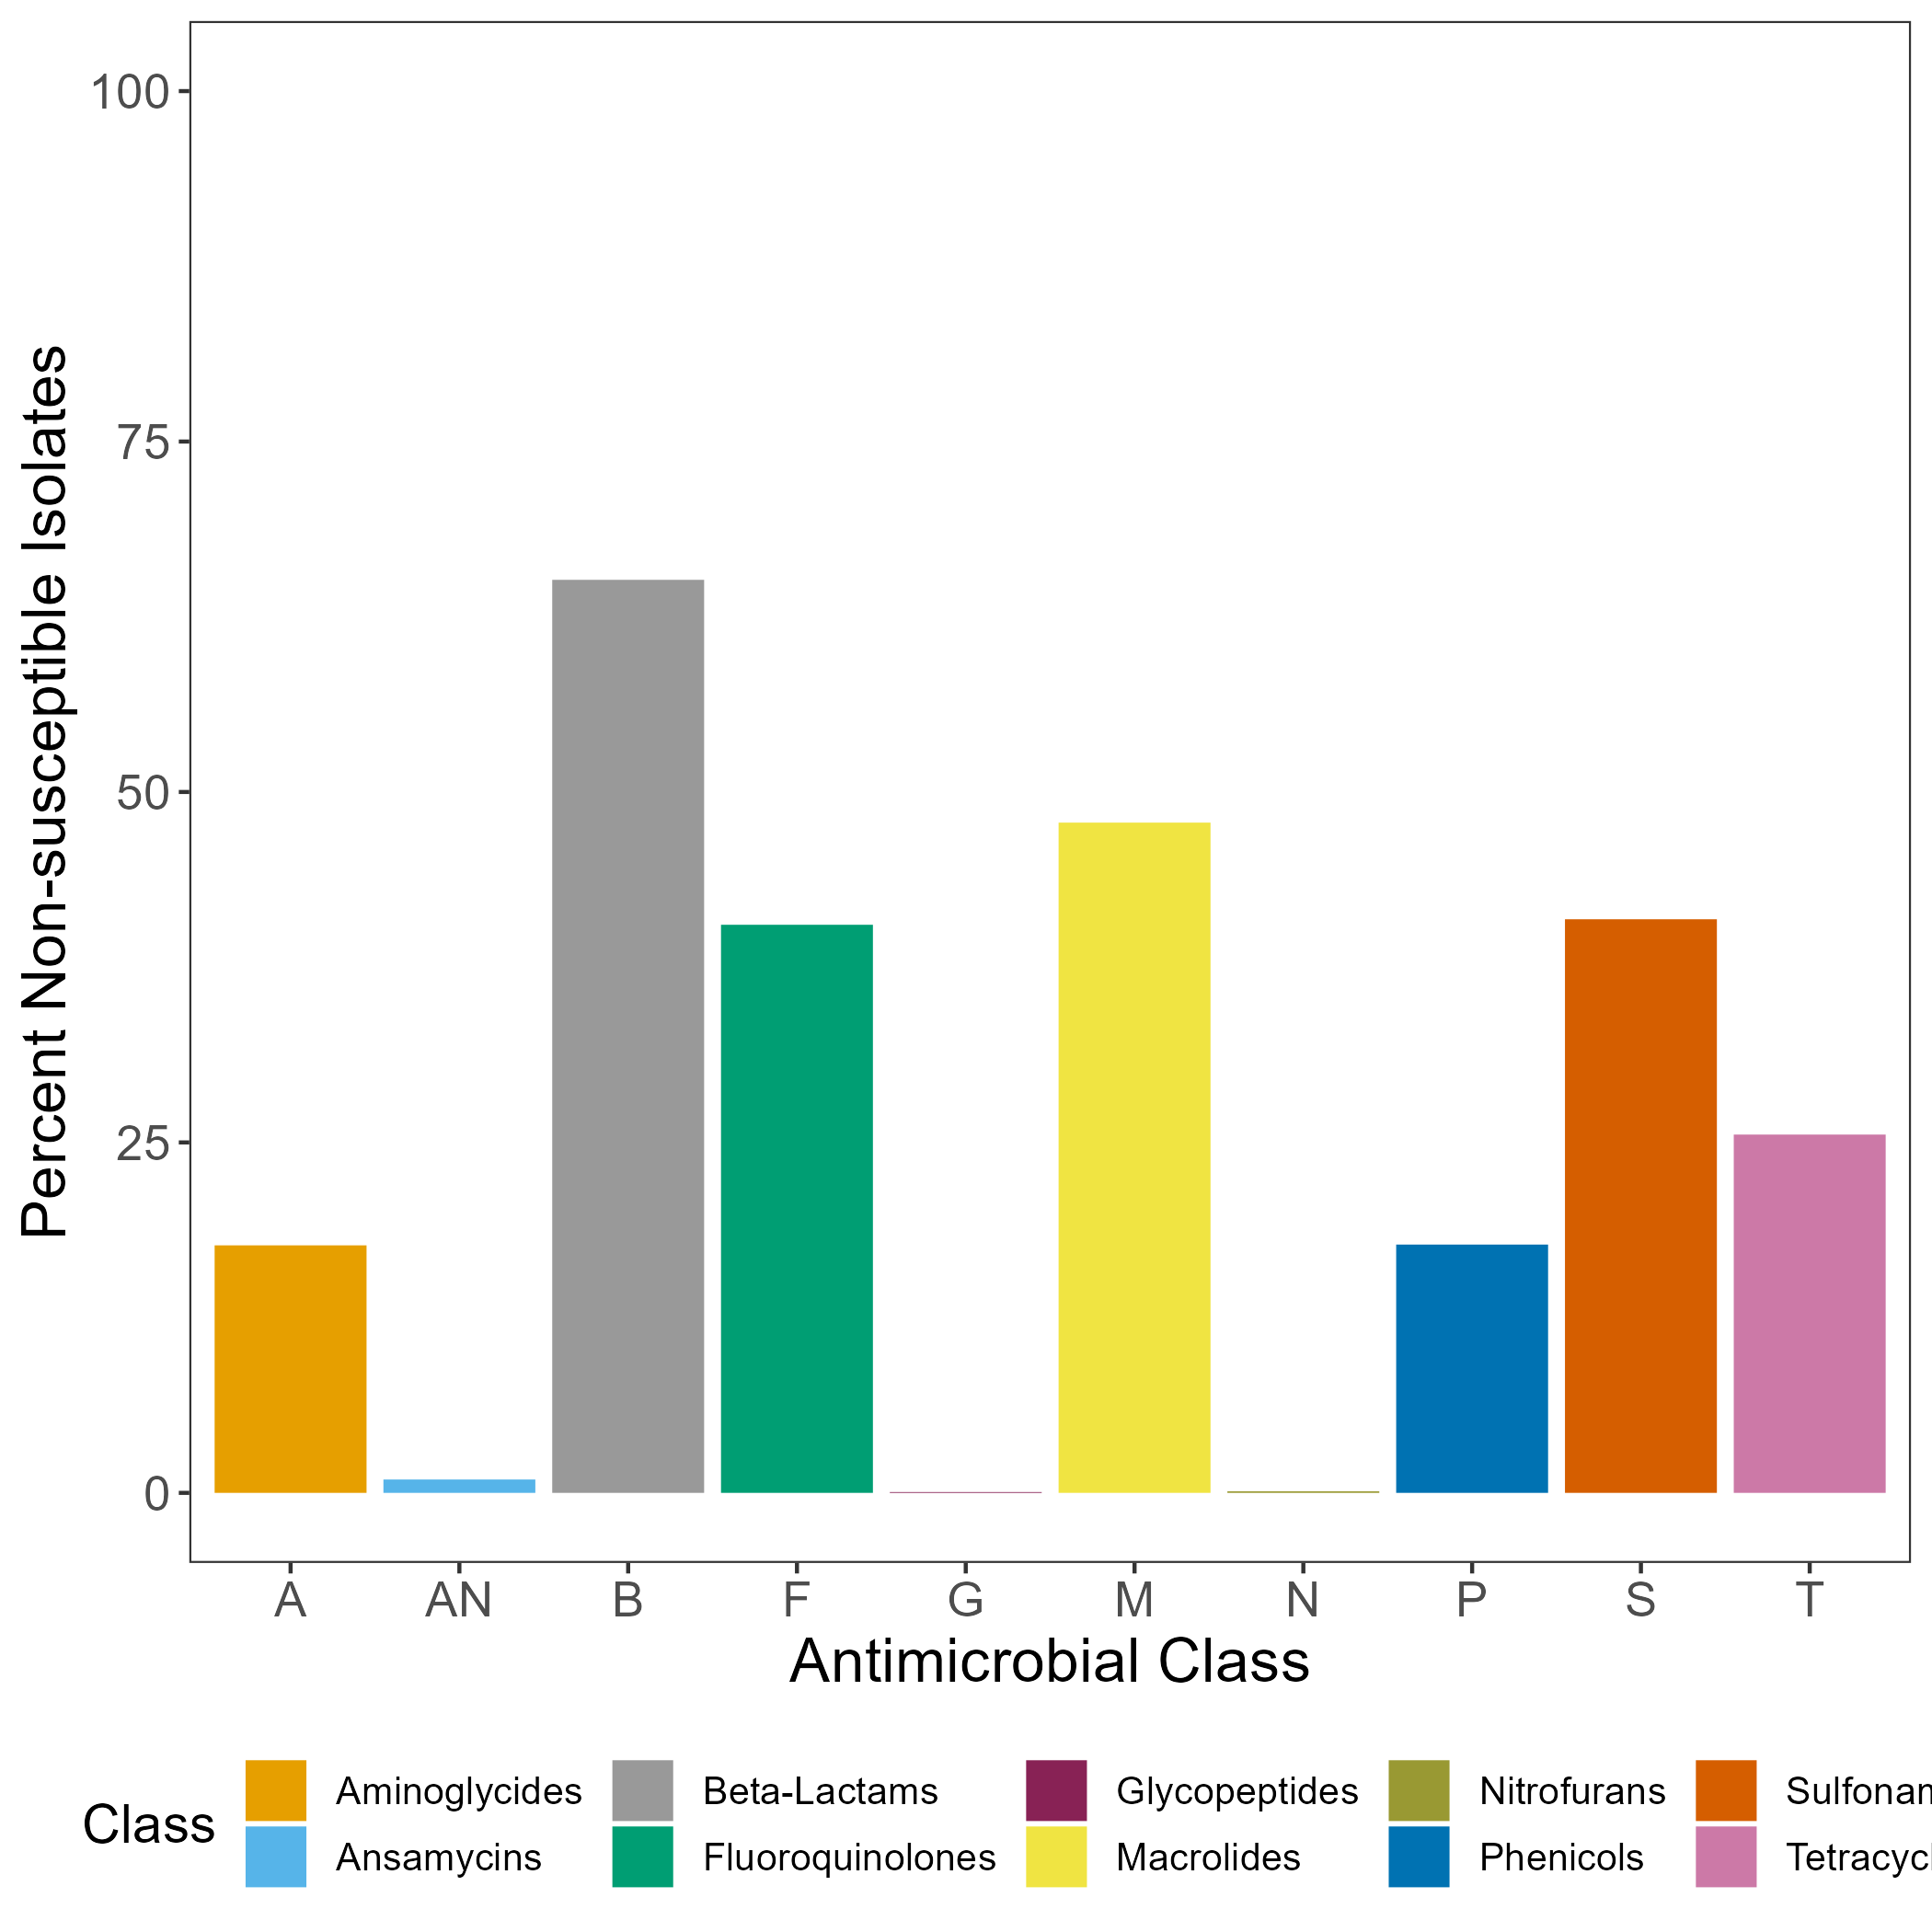 Percent Non-susceptible Isolates
100
75
50
25
0
A AN B F G M N P S T
Antimicrobial Class
Class
Aminoglycides Beta-Lactams Glycopeptides Nitrofurans
Ansamycins Fluoroquinolones Macrolides Phenicols